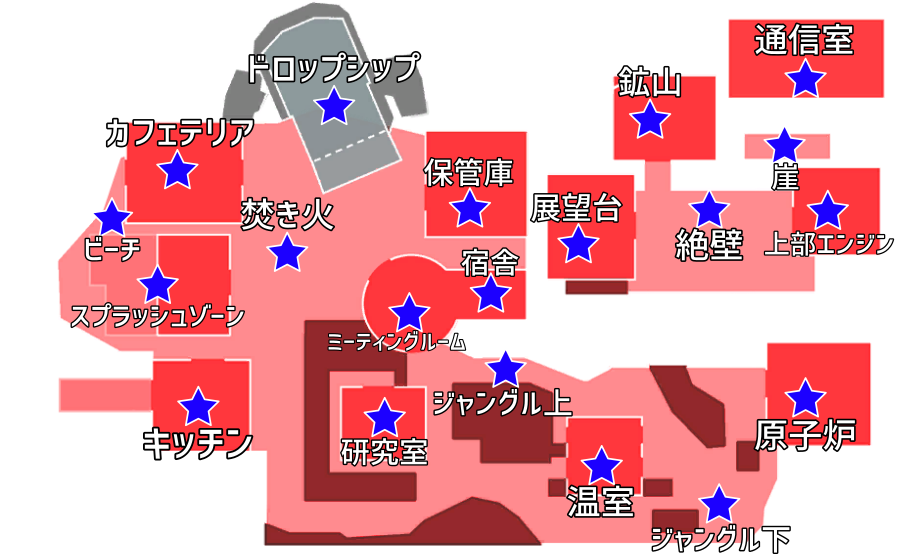 通信室
ドロップシップ
鉱山
カフェテリア
保管庫
崖
展望台
焚き火
ビーチ
絶壁
上部エンジン
宿舎
スプラッシュゾーン
ミーティングルーム
ジャングル上
キッチン
研究室
原子炉
温室
ジャングル下